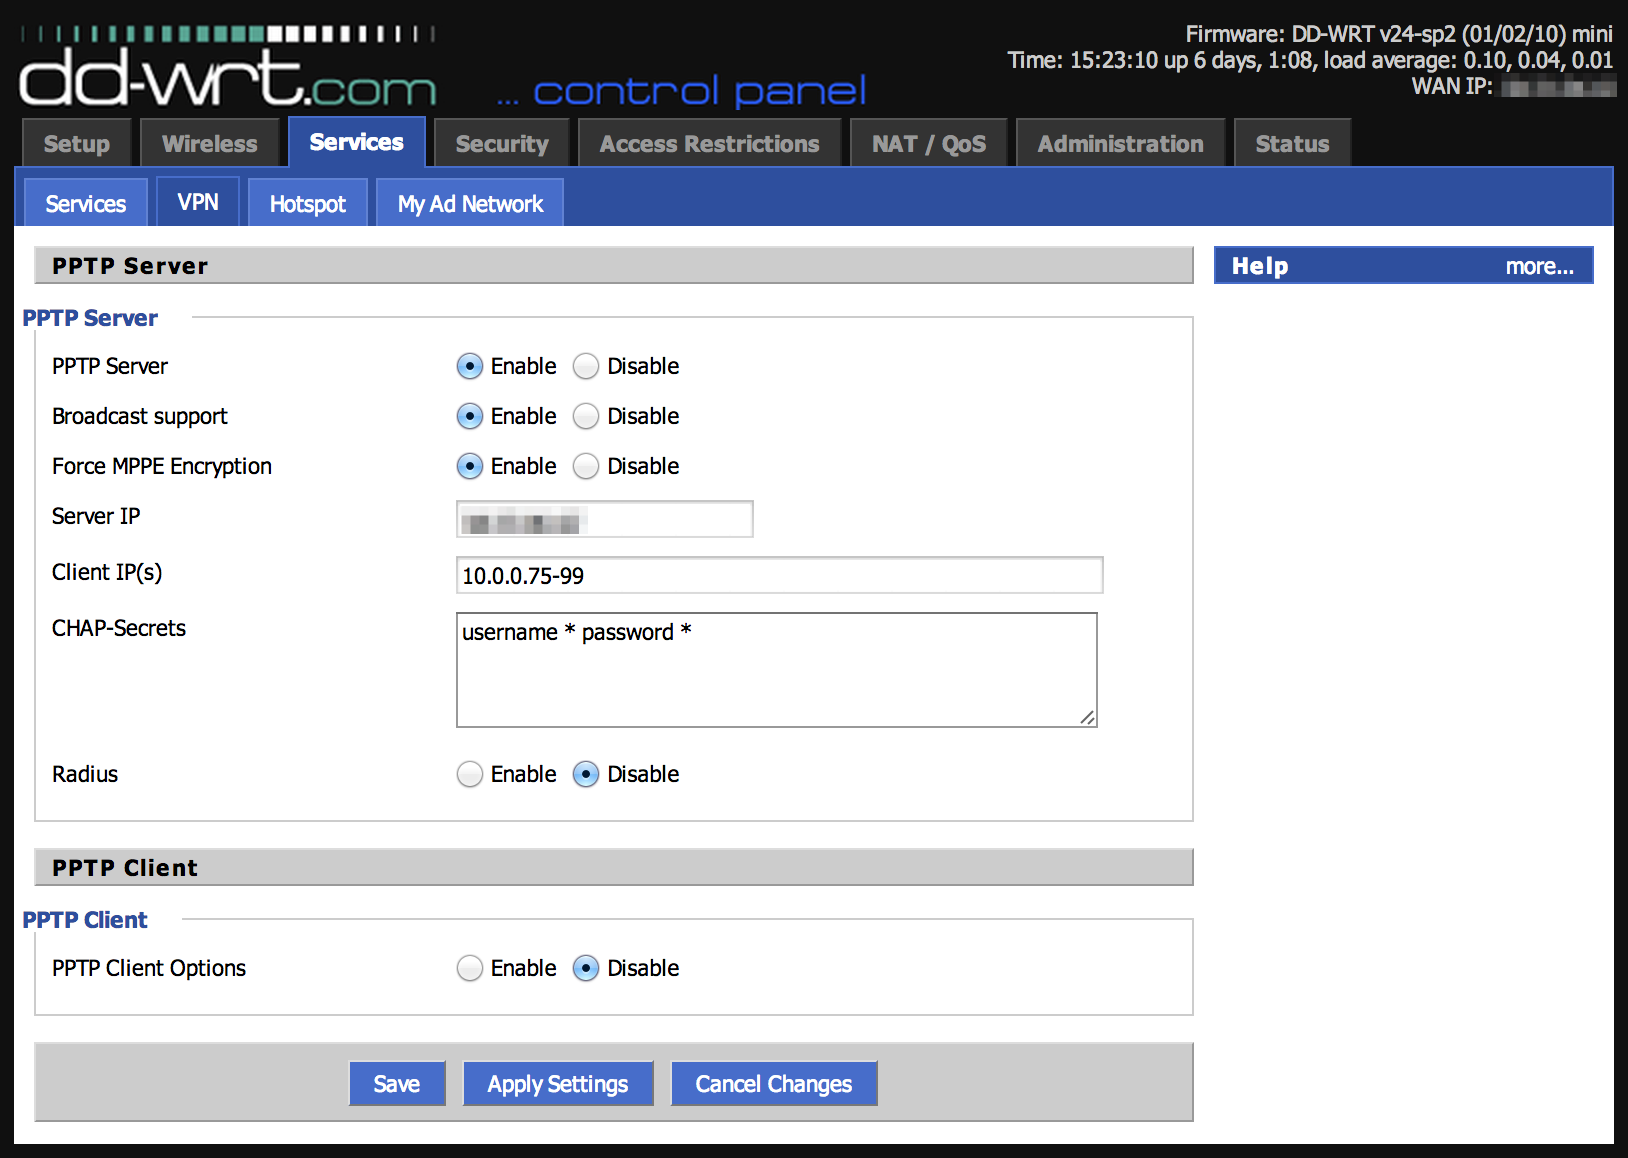 dd-wrt.com ... control panel
Firmware: DD-WRT v24-sp2 (01/02/10) mini
Time: 15:23:10 up 6 days, 1:08, load average: 0.10, 0.04, 0.01
WAN IP:
Setup Wireless Services Security Access Restrictions NAT / QoS Administration Status
Services VPN Hotspot My Ad Network
PPTP Server
Help more...
PPTP Server
PPTP Server Enable Disable
Broadcast support Enable Disable
Force MPPE Encryption Enable Disable
Server IP
Client IP(s) 10.0.0.75-99
CHAP-Secrets username * password *
Radius Enable Disable
PPTP Client
PPTP Client
PPTP Client Options Enable Disable
Save Apply Settings Cancel Changes